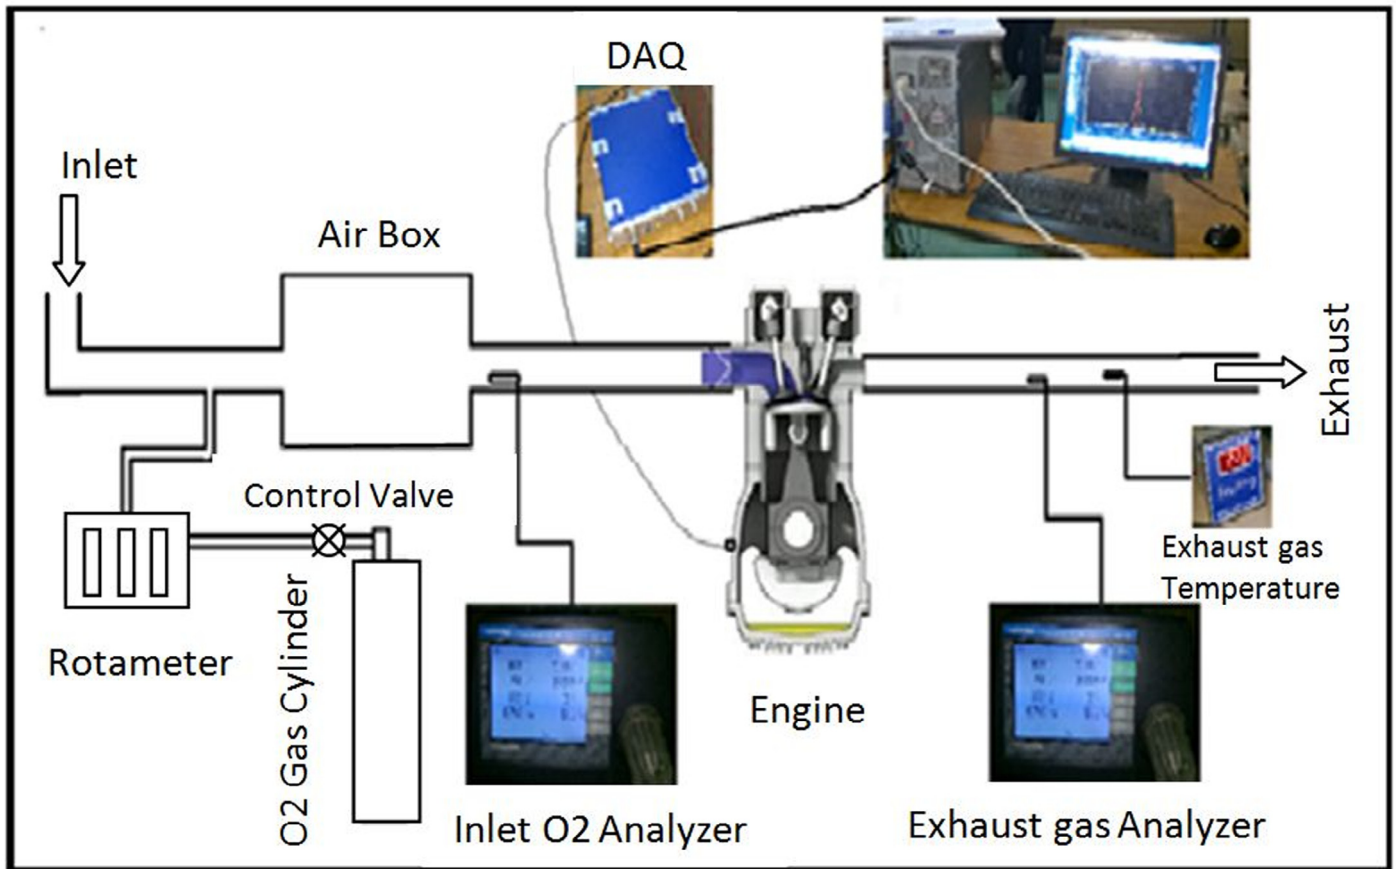 DAQ
Inlet
Air Box
Exhaust
Control Valve
Exhaust gas
Temperature
Rotameter
O2 Gas Cylinder
Engine
Inlet O2 Analyzer
Exhaust gas Analyzer